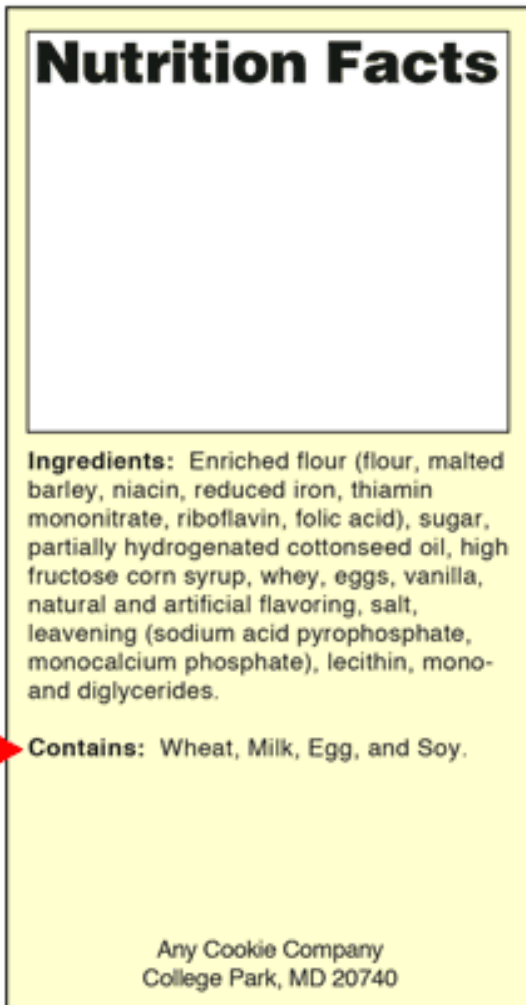 Nutrition Facts
Ingredients: Enriched flour (flour, malted
barley, niacin, reduced iron, thiamin
mononitrate, riboflavin, folic acid), sugar,
partially hydrogenated cottonseed oil, high
fructose corn syrup, whey, eggs, vanilla,
natural and artificial flavoring, salt,
leavening (sodium acid pyrophosphate,
monocalcium phosphate), lecithin, mono-
and diglycerides.
Contains: Wheat, Milk, Egg, and Soy.
Any Cookie Company
College Park, MD 20740